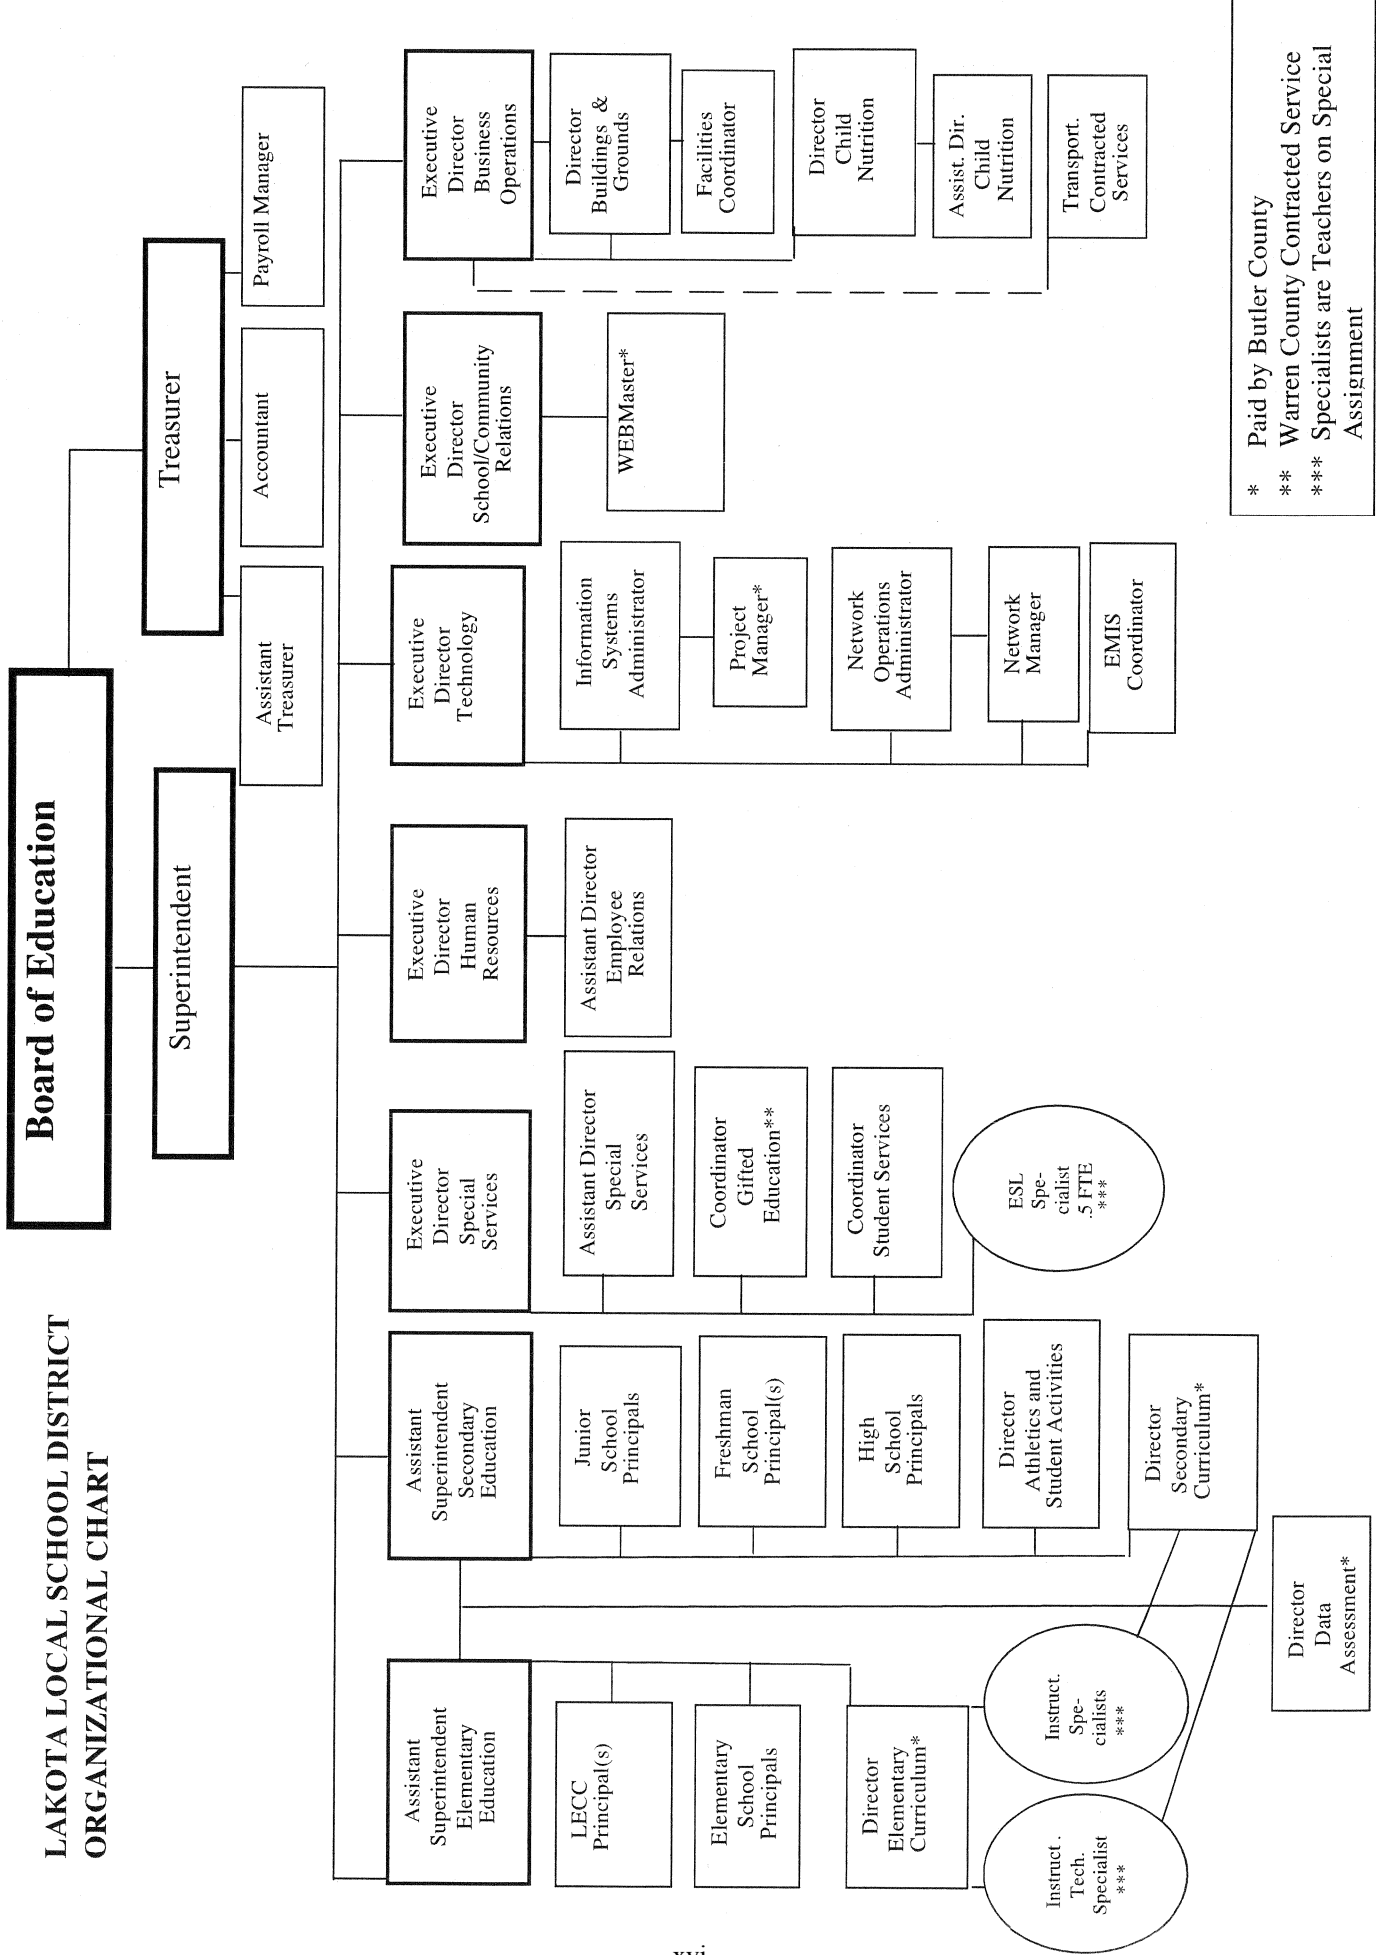 LAKOTA LOCAL SCHOOL DISTRICT
ORGANIZATIONAL CHART
Board of Education
Superintendent
Treasurer
Assistant
Treasurer
Accountant
Payroll Manager
Assistant
Superintendent
Elementary
Education
LECC
Principal(s)
Elementary
School
Principals
Director
Elementary
Curriculum*
Instruct.
Tech.
Specialist
***
Instruct.
Spe-
cialists
***
Assistant
Superintendent
Secondary
Education
Junior
School
Principals
Freshman
School
Principal(s)
High
School
Principals
Director
Athletics and
Student Activities
Director
Secondary
Curriculum*
Director
Data
Assessment*
Executive
Director
Special
Services
Assistant Director
Special
Services
Coordinator
Gifted
Education**
Coordinator
Student Services
ESL
Spe-
cialist
.5 FTE
***
Executive
Director
Human
Resources
Assistant Director
Employee
Relations
Executive
Director
Technology
Information
Systems
Administrator
Project
Manager*
Network
Operations
Administrator
Network
Manager
EMIS
Coordinator
Executive
Director
School/Community
Relations
WEBMaster*
Executive
Director
Business
Operations
Director
Buildings &
Grounds
Facilities
Coordinator
Director
Child
Nutrition
Assist. Dir.
Child
Nutrition
Transport.
Contracted
Services
* Paid by Butler County
** Warren County Contracted Service
*** Specialists are Teachers on Special
Assignment
xvi